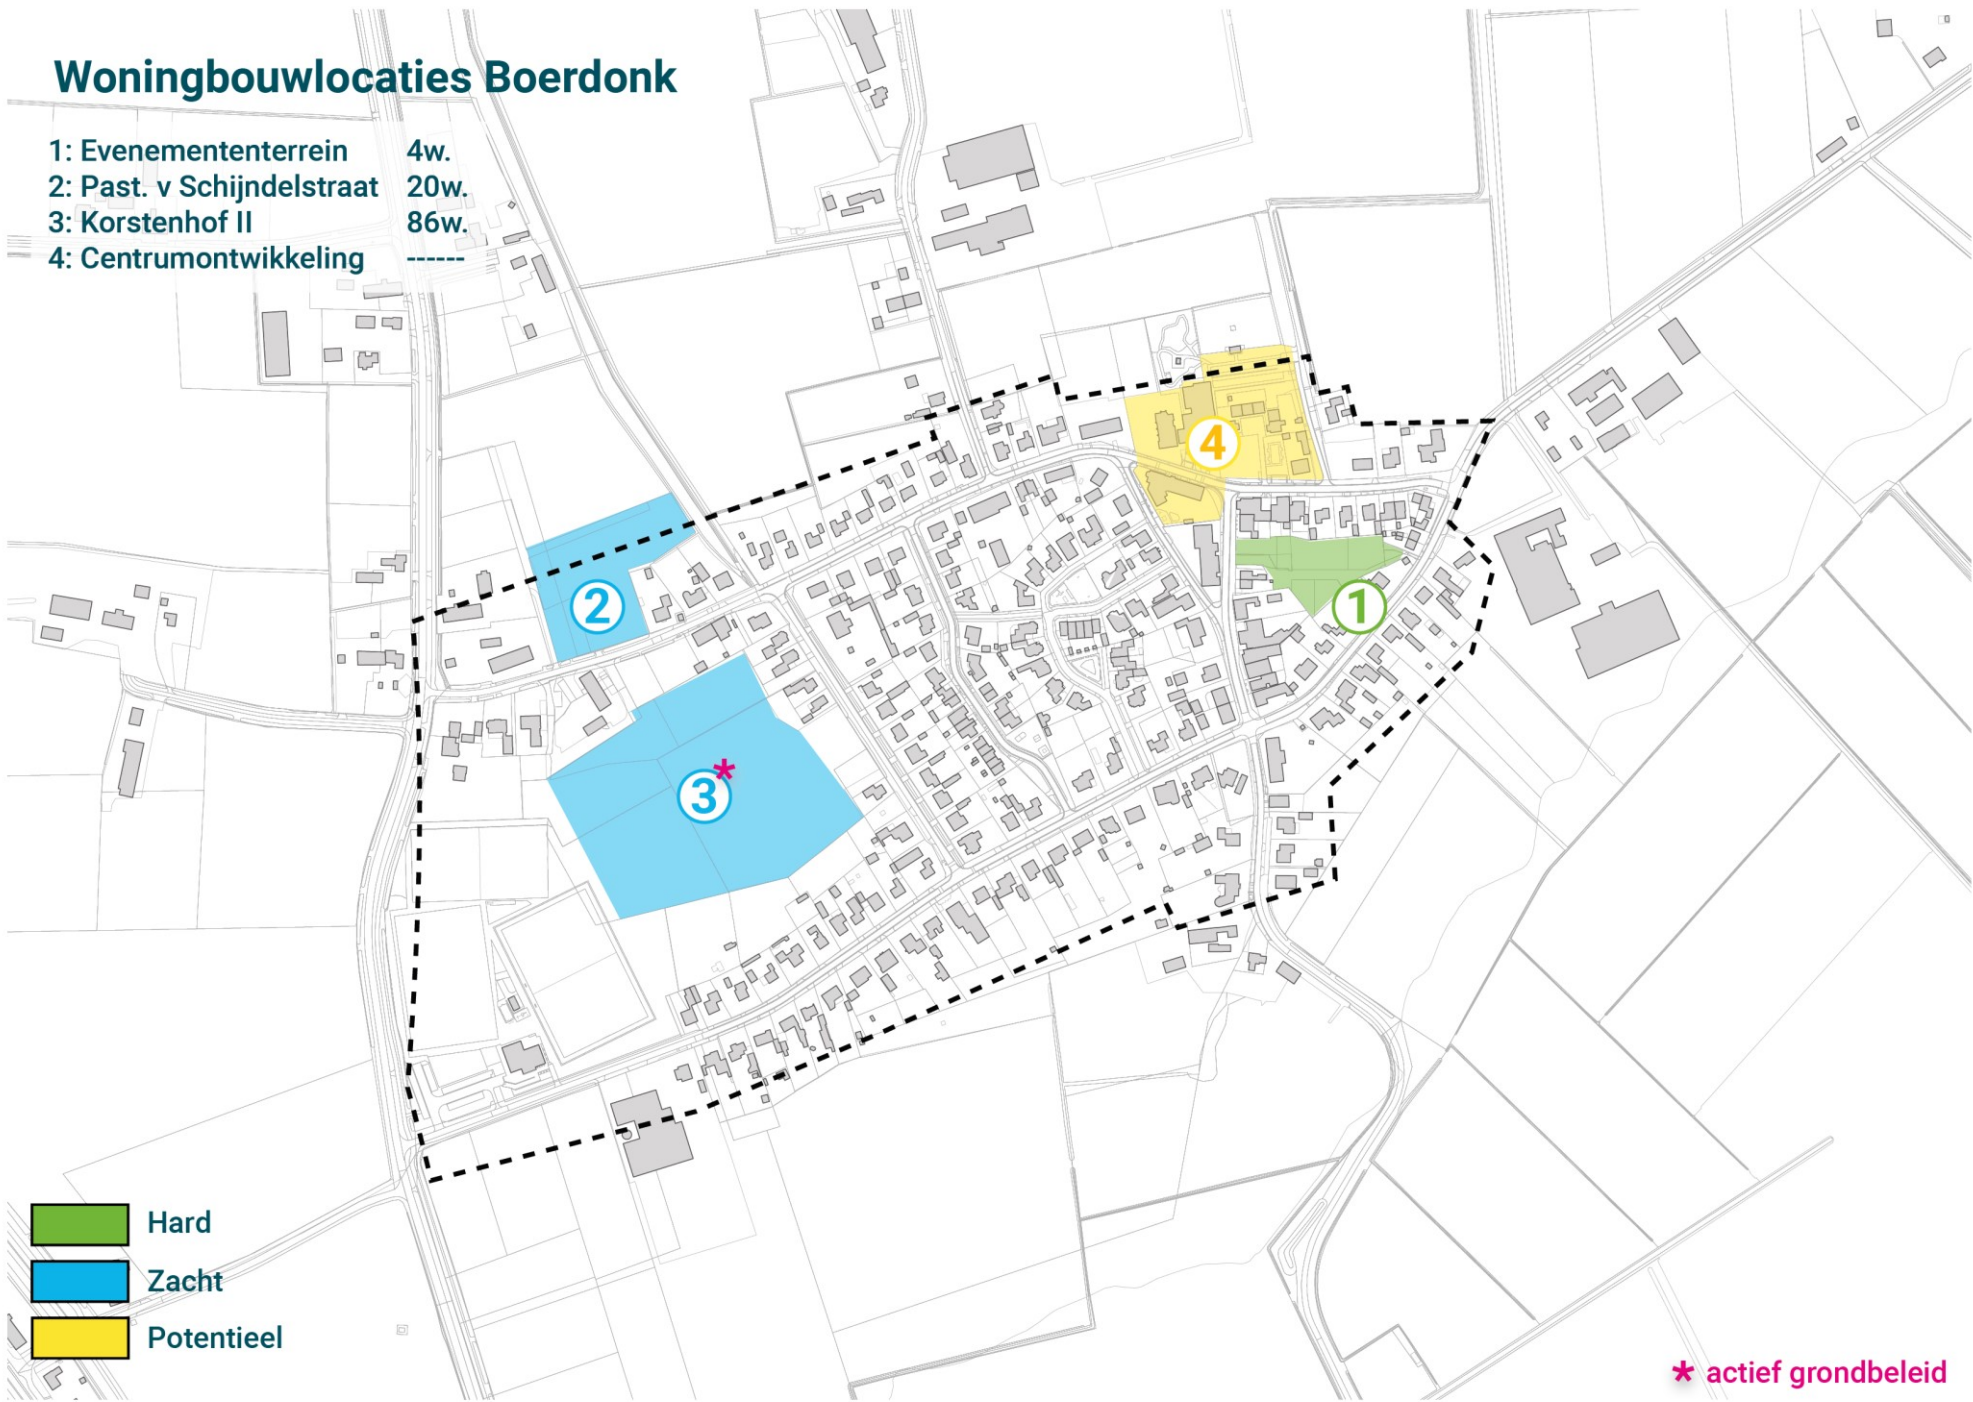 Woningbouwlocaties Boerdonk
1: Evenemententerrein 4w.
2: Past. v Schijndelstraat 20w.
3: Korstenhof II 86w.
4: Centrumontwikkeling ------
4
2
1
3*
Hard
Zacht
Potentieel
* actief grondbeleid